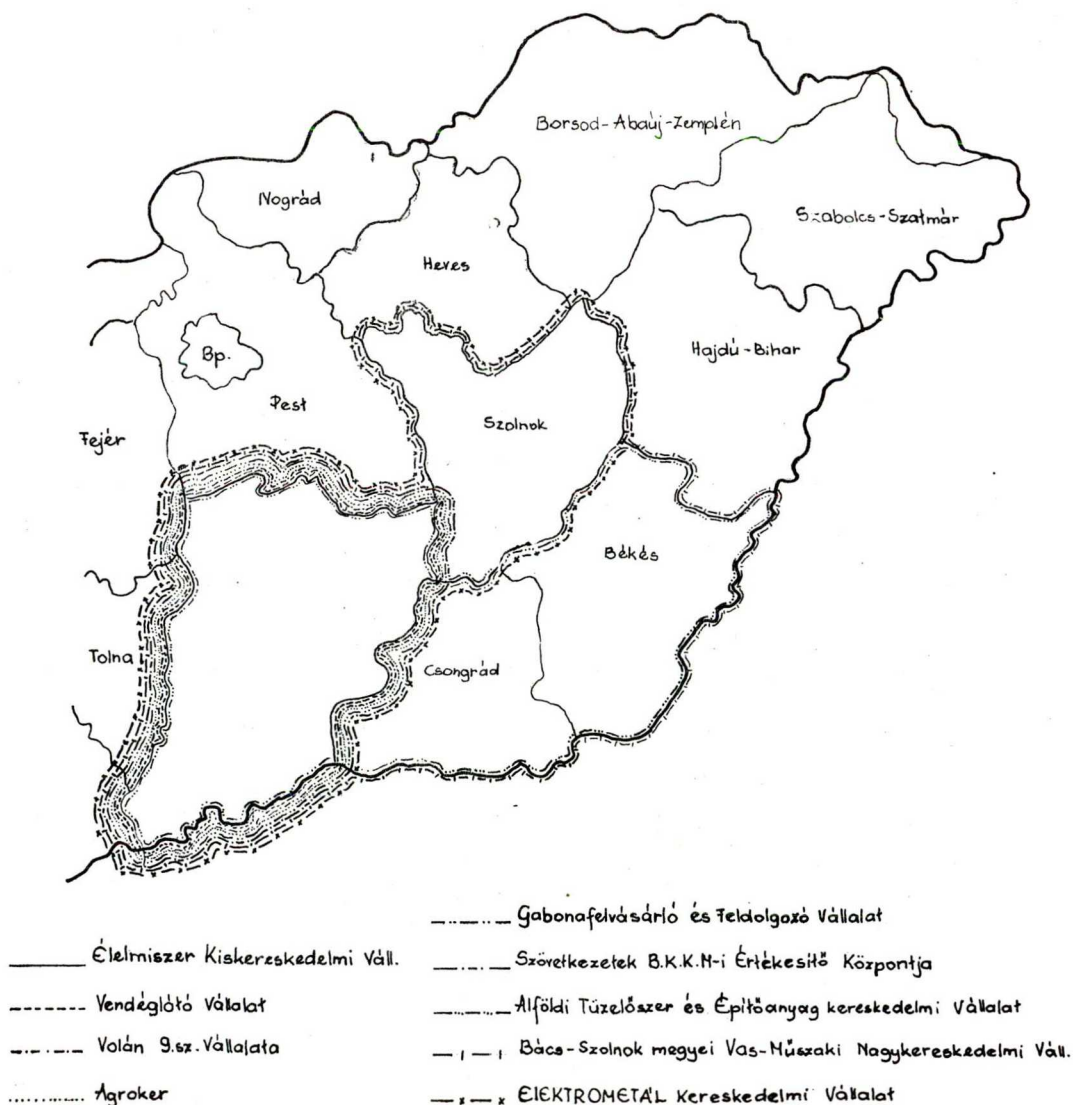 Borsod-Abaúj-Zemplén
Nográd
Szabolcs-Szatmár
Heves
Hajdú-Bihar
Bp.
Pest
Szolnok
Fejér
Békés
Tolna
Csongrád
Gabonafelvásárló és Feldolgozó Vállalat
Élelmiszer Kiskereskedelmi Váll.
Szövetkezetek B.K.K.M-i Értékesítő Központja
Vendéglótó Vállalat
Alföldi Tüzelőszer és Építőanyag kereskedelmi Vállalat
Volán 9.sz. Vállalata
Bács-Szolnok megyei Vas-Műszaki Nagykereskedelmi Váll.
Agroker
ELEKTROMETÁL Kereskedelmi Vállalat